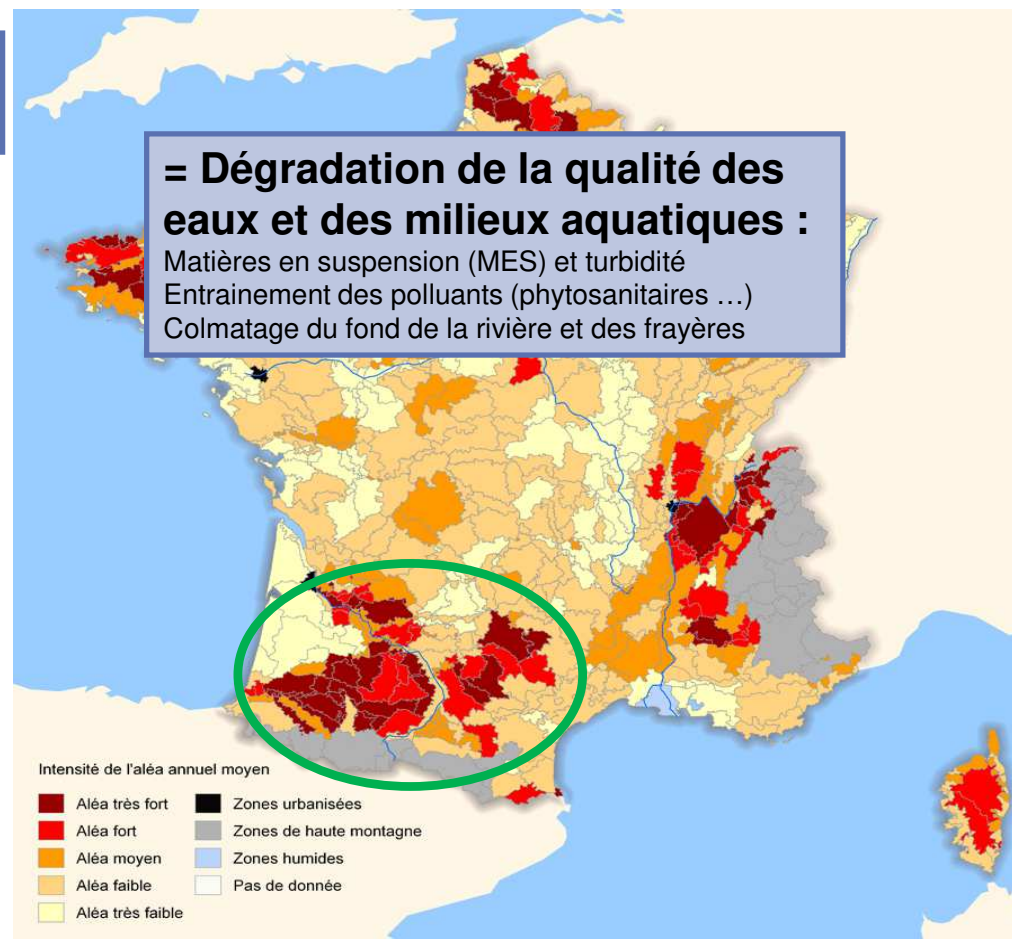 = Dégradation de la qualité des
eaux et des milieux aquatiques :
Matières en suspension (MES) et turbidité
Entrainement des polluants (phytosanitaires …)
Colmatage du fond de la rivière et des frayères
Intensité de l'aléa annuel moyen
Aléa très fort
Aléa fort
Aléa moyen
Aléa faible
Aléa très faible
Zones urbanisées
Zones de haute montagne
Zones humides
Pas de donnée